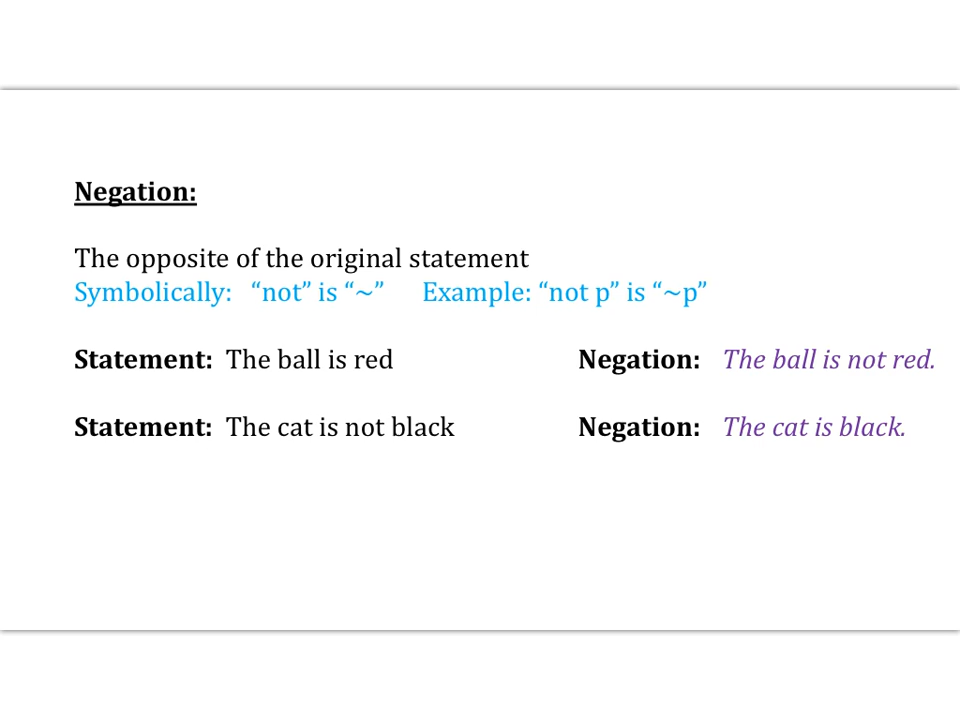 Negation:
The opposite of the original statement
Symbolically: “not” is “~” Example: “not p” is “~p”
Statement: The ball is red Negation: The ball is not red.
Statement: The cat is not black Negation: The cat is black.